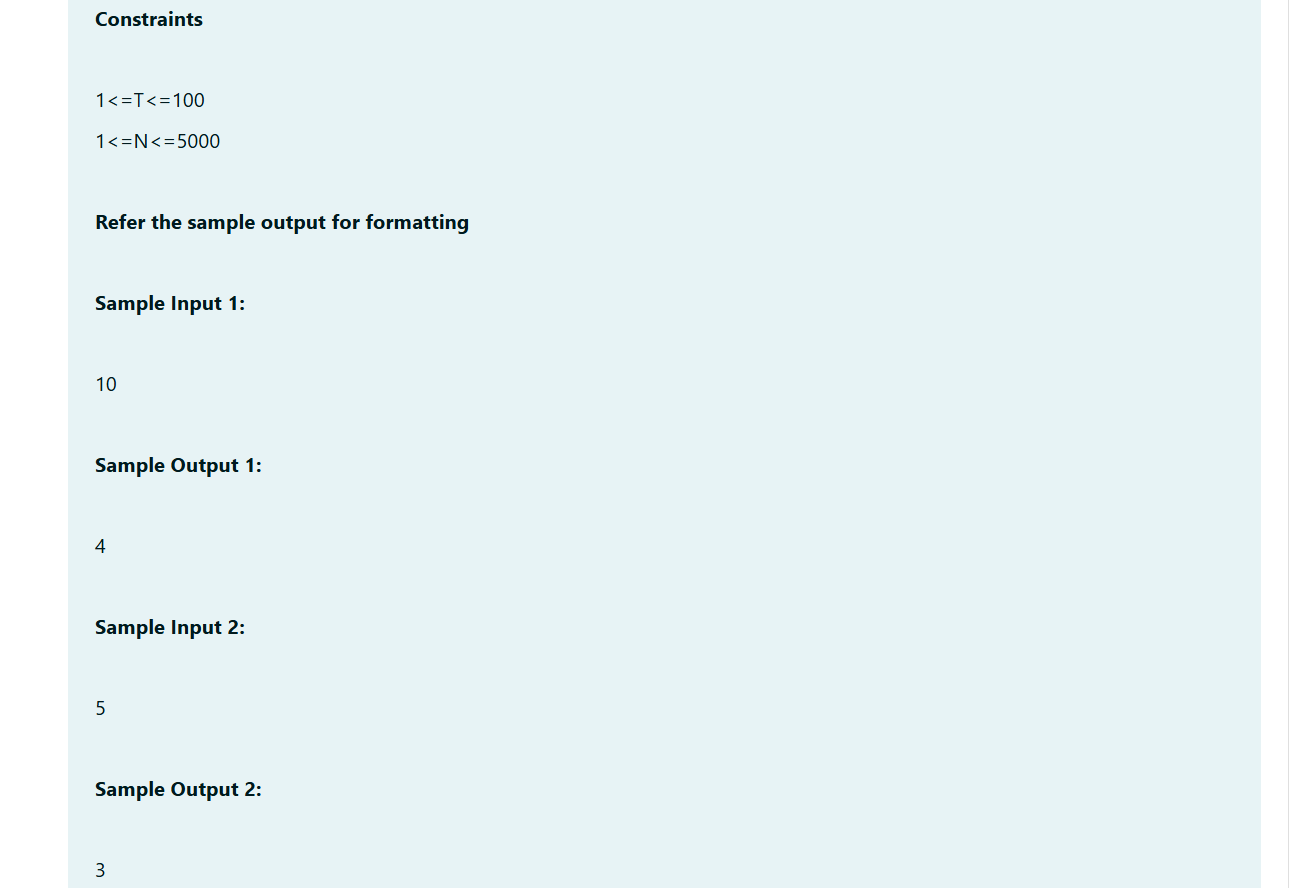 Constraints
1<=T<=100
1<=N<=5000
Refer the sample output for formatting
Sample Input 1:
10
Sample Output 1:
4
Sample Input 2:
5
Sample Output 2:
3